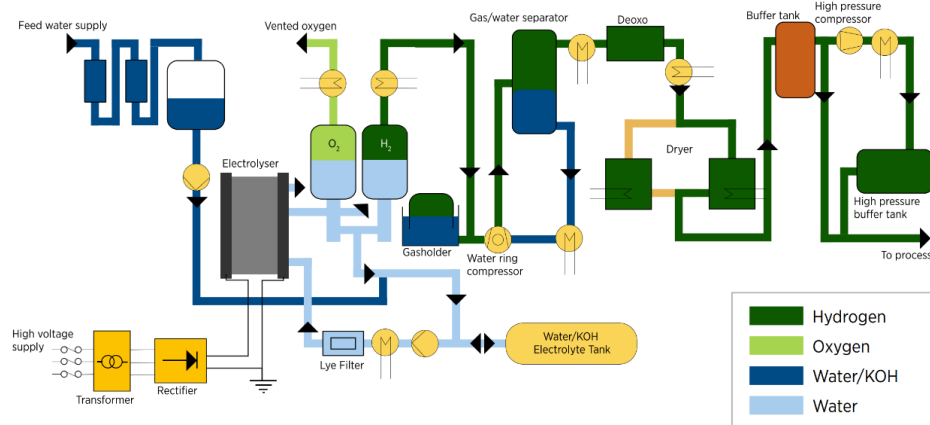 Feed water supply
Vented oxygen
Gas/water separator
Deoxo
Buffer tank
High pressure
compressor
O2
H2
Electrolyser
Dryer
Gasholder
Water ring
compressor
High pressure
buffer tank
To process
High voltage
supply
Transformer
Rectifier
Lye Filter
Water/KOH
Electrolyte Tank
Hydrogen
Oxygen
Water/KOH
Water